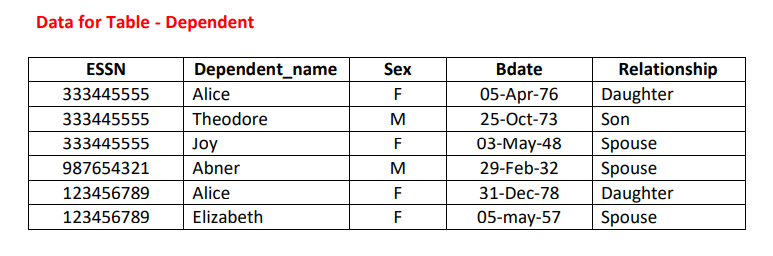 Data for Table - Dependent
ESSN Dependent_name Sex Bdate Relationship
333445555 Alice F 05-Apr-76 Daughter
333445555 Theodore M 25-Oct-73 Son
333445555 Joy F 03-May-48 Spouse
987654321 Abner M 29-Feb-32 Spouse
123456789 Alice F 31-Dec-78 Daughter
123456789 Elizabeth F 05-may-57 Spouse